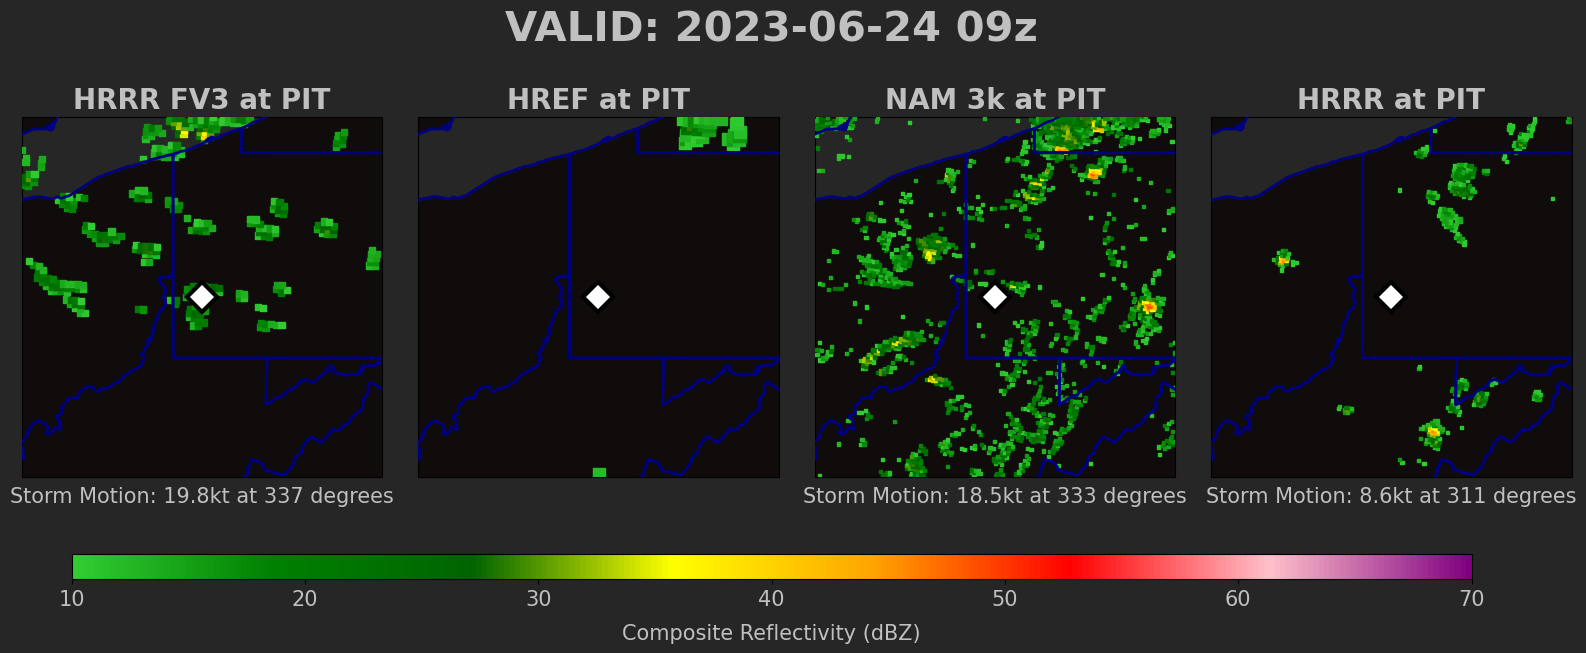 VALID: 2023-06-24 09z
HRRR FV3 at PIT
HREF at PIT
NAM 3k at PIT
HRRR at PIT
Storm Motion: 19.8kt at 337 degrees
Storm Motion: 18.5kt at 333 degrees
Storm Motion: 8.6kt at 311 degrees
10 20 30 40 50 60 70
Composite Reflectivity (dBZ)